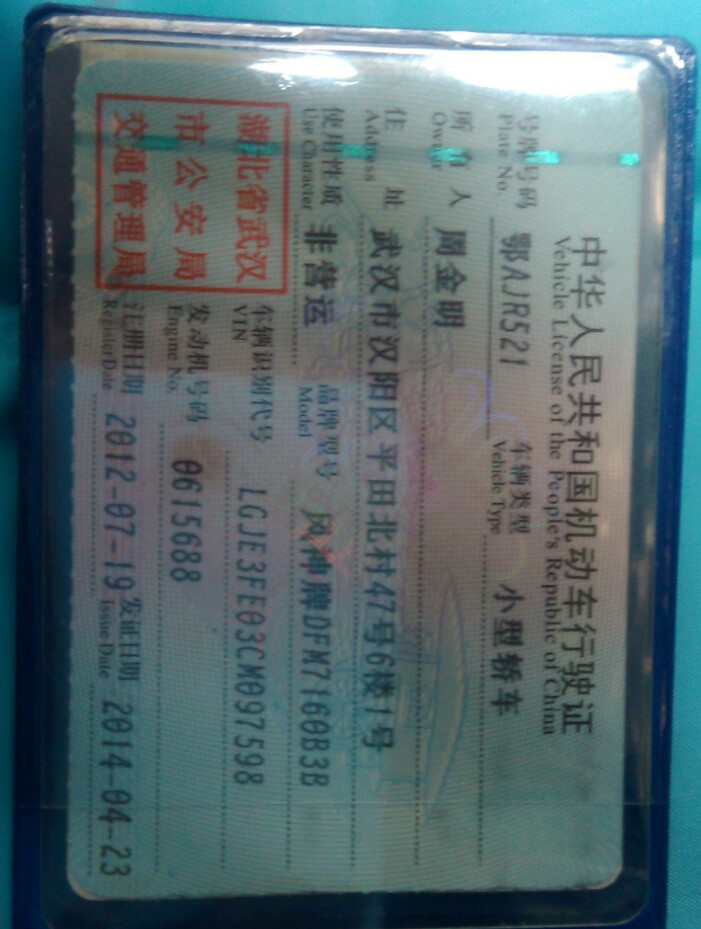 中华人民共和国机动车行驶证
Vehicle License of the People's Republic of China
号牌号码 鄂AJR521 车辆类型 小型轿车
Plate No. Vehicle Type
所有人 周金明
Owner
住址 武汉市汉阳区平田北村47号6楼1号
Address
使用性质 非营运 品牌型号 风神牌DFM7160B3B
Use Character Model
湖北省武汉
市公安局
交通管理局
车辆识别代号 LGJE3FE03CM097598
VIN
发动机号码 0615688
Engine No.
注册日期 2012-07-19 发证日期 2014-04-23
Register Date Issue Date